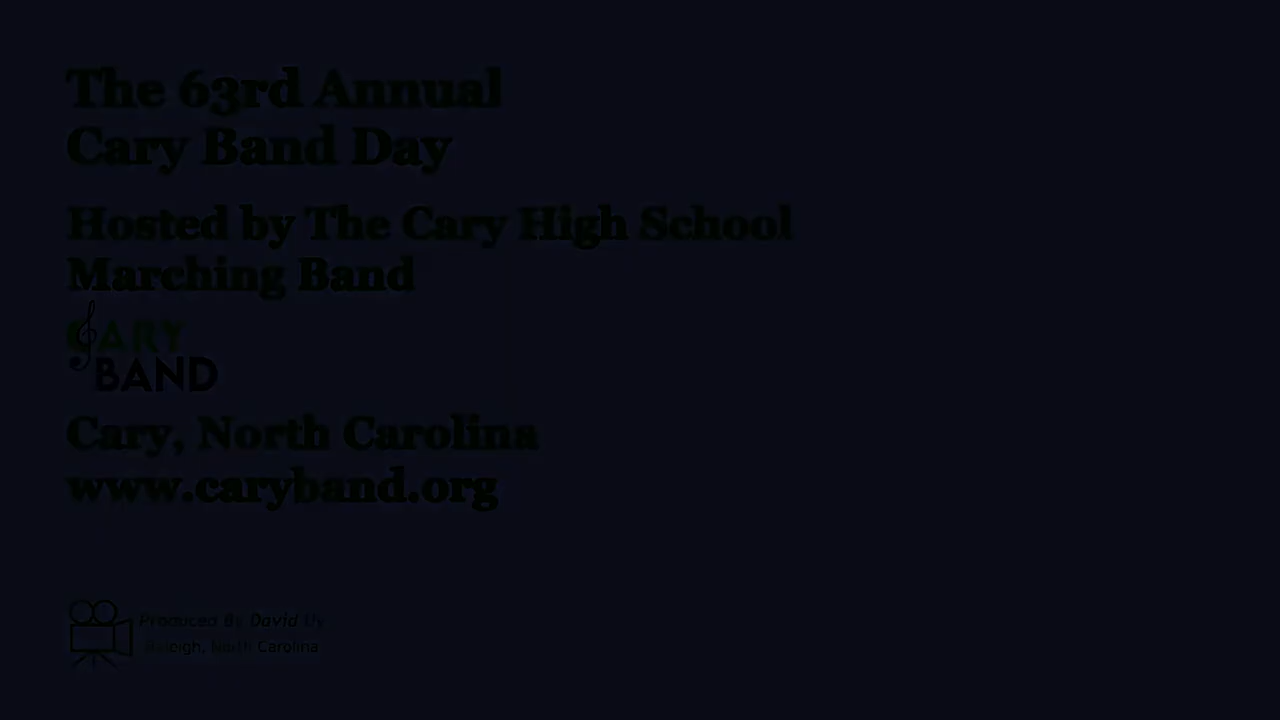 The 63rd Annual
Cary Band Day
Hosted by The Cary High School
Marching Band
CARY
BAND
Cary, North Carolina
www.caryband.org
Produced By David Uy
Raleigh, North Carolina